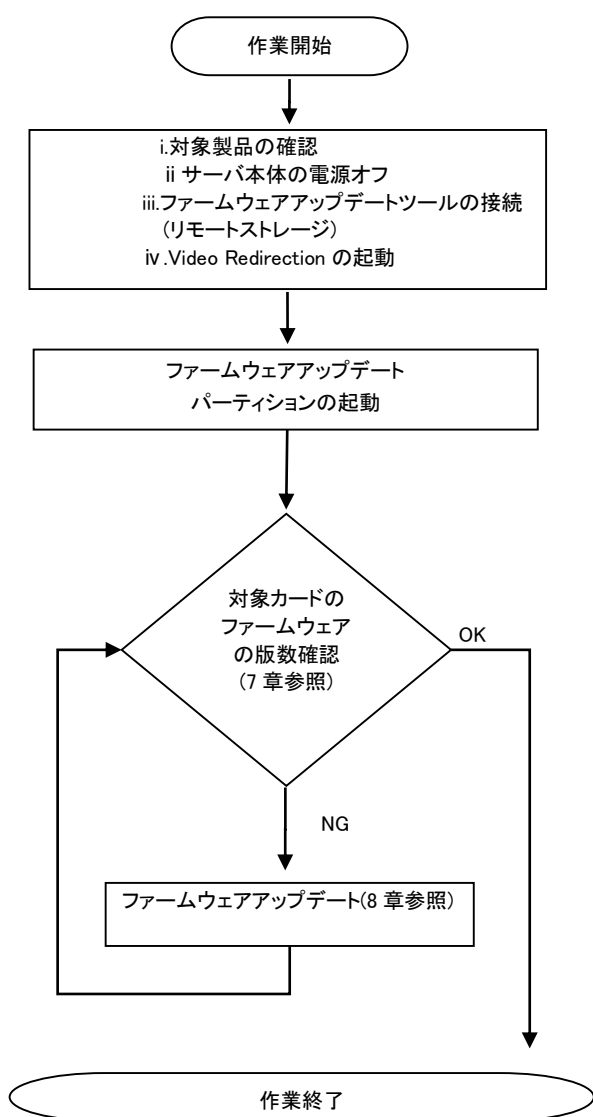 作業開始
i.対象製品の確認
ii サーバ本体の電源オフ
iii.ファームウェアアップデートツールの接続
(リモートストレージ)
iv.Video Redirection の起動
ファームウェアアップデート
パーティションの起動
対象カードの
ファームウェア
の版数確認
(7 章参照)
OK
NG
ファームウェアアップデート(8 章参照)
作業終了